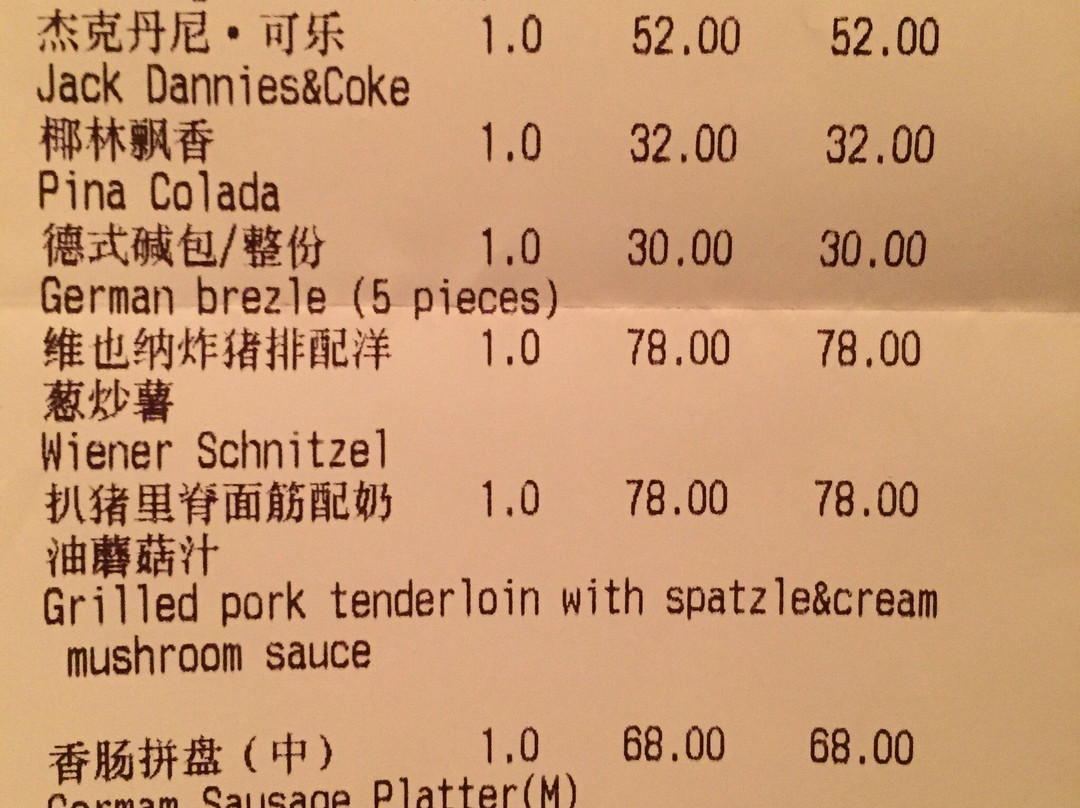 杰克丹尼·可乐 1.0 52.00 52.00
Jack Dannies&Coke
椰林飘香 1.0 32.00 32.00
Pina Colada
德式碱包/整份 1.0 30.00 30.00
German brezle (5 pieces)
维也纳炸猪排配洋 1.0 78.00 78.00
葱炒薯
Wiener Schnitzel
扒猪里脊面筋配奶 1.0 78.00 78.00
油蘑菇汁
Grilled pork tenderloin with spatzle&cream
mushroom sauce
香肠拼盘(中) 1.0 68.00 68.00
Germam Sausage Platter(M)